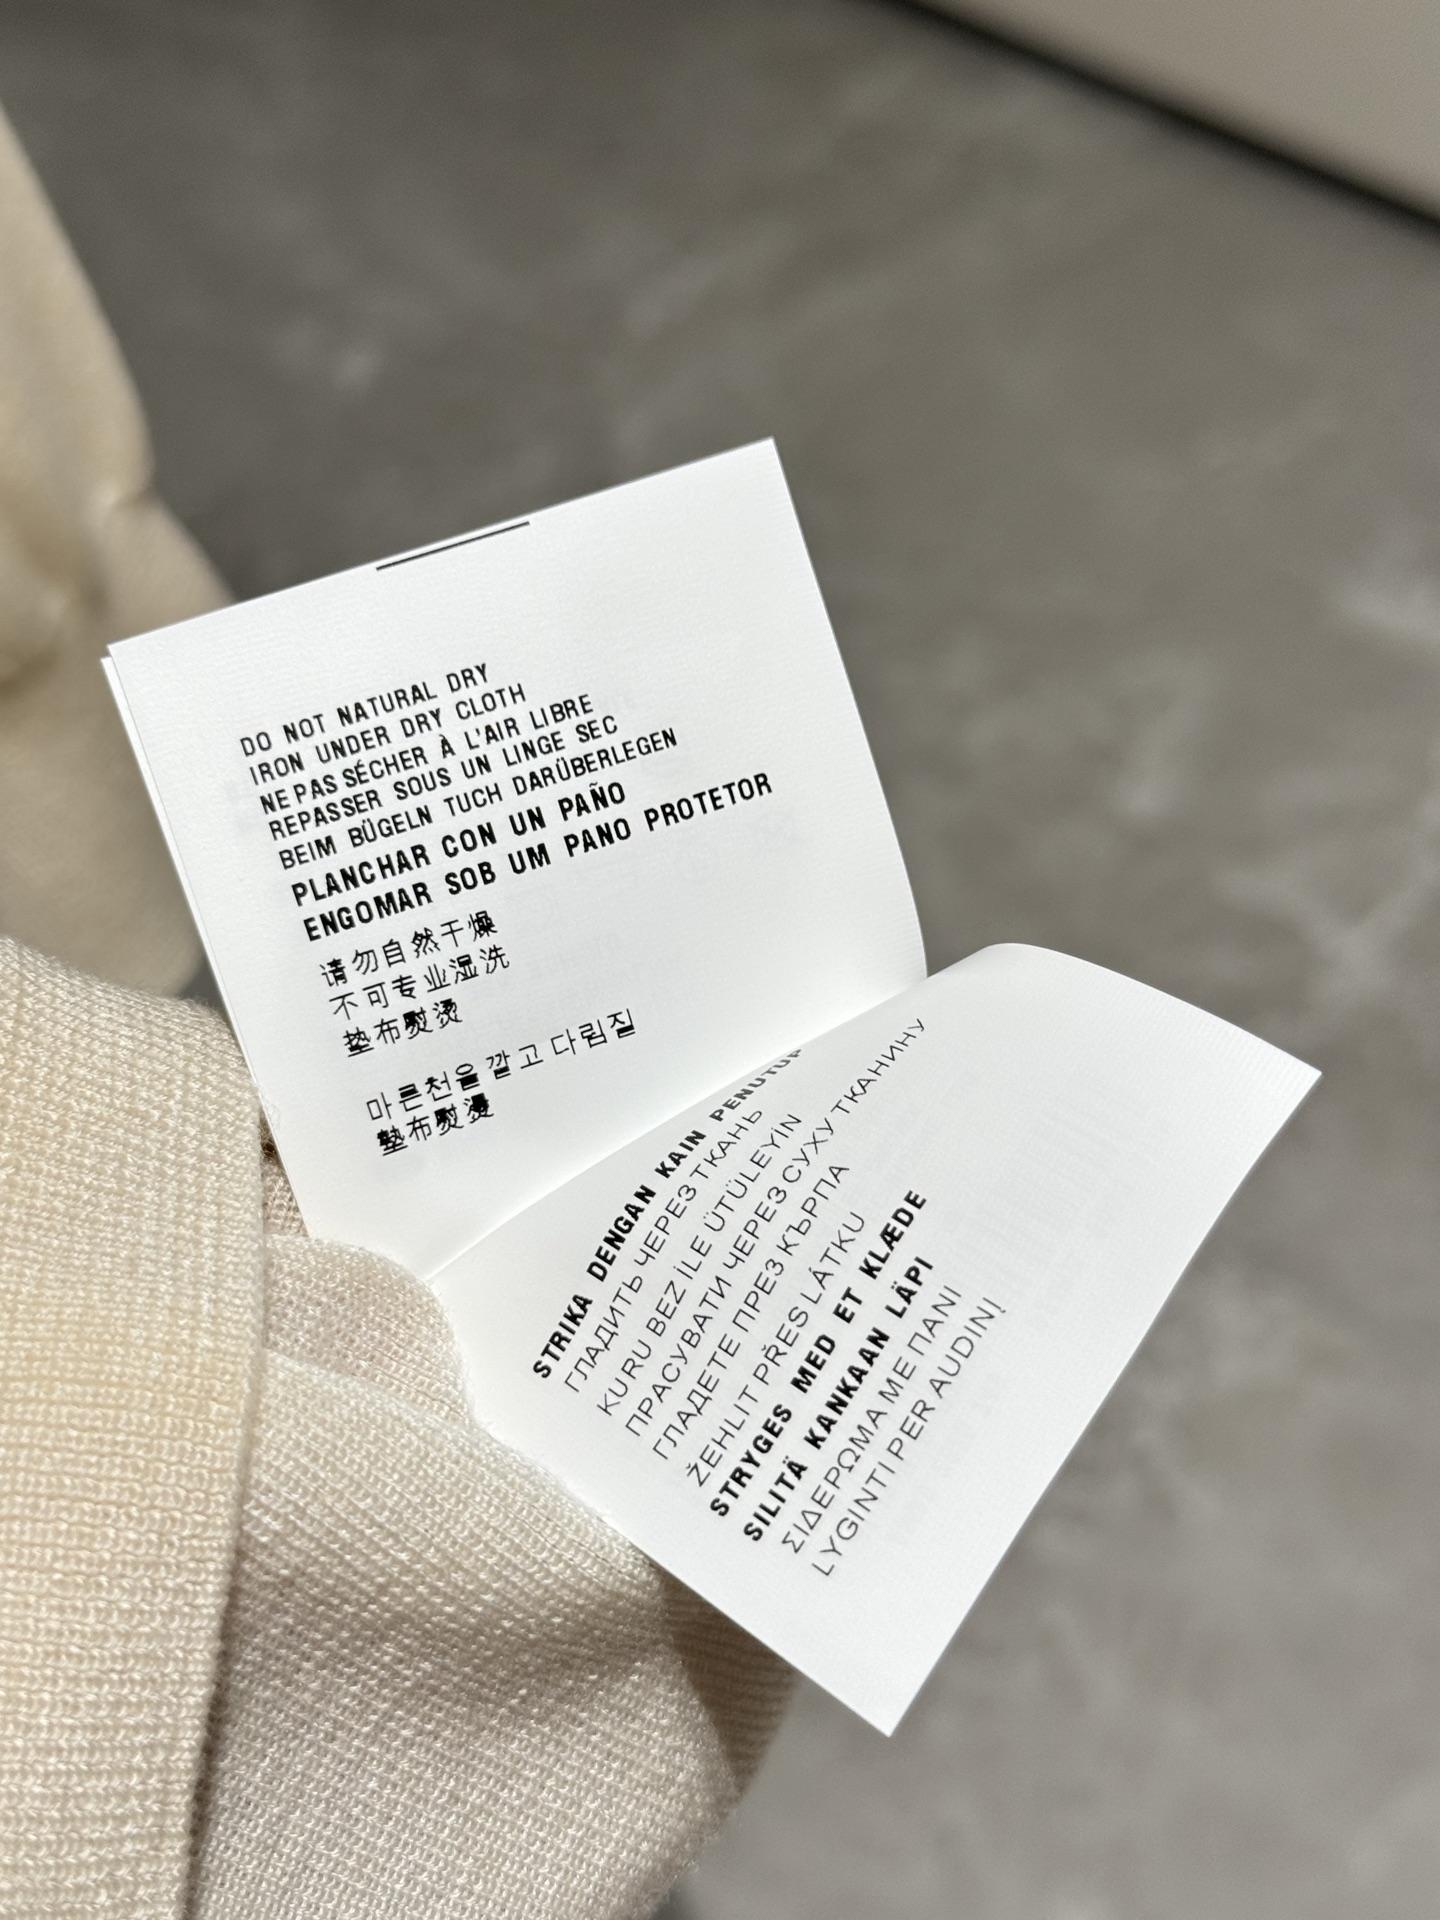 DO NOT NATURAL DRY
IRON UNDER DRY CLOTH
NE PAS SÉCHER À L'AIR LIBRE
REPASSER SOUS UN LINGE SEC
BEIM BÜGELN TUCH DARÜBERLEGEN
PLANCHAR CON UN PAÑO
ENGOMAR SOB UM PANO PROTETOR
请勿自然干燥
不可专业湿洗
垫布熨烫
마른천을 깔고 다림질
墊布熨燙
STRIKA DENGAN KAIN PENUTUP
ГЛАДИТЬ ЧЕРЕЗ ТКАНЬ
KURU BEZ İLE ÜTÜLEYİN
ПРАСУВАТИ ЧЕРЕЗ СУХУ ТКАНИНУ
ГЛАДЕТЕ ПРЕЗ КЪРПА
ŽEHLIT PŘES LÁTKU
STRYGES MED ET KLÆDE
SILITÄ KANKAAN LÄPI
ΣΙΔΕΡΩΜΑ ΜΕ ΠΑΝΙ
LYGINTI PER AUDINĮ